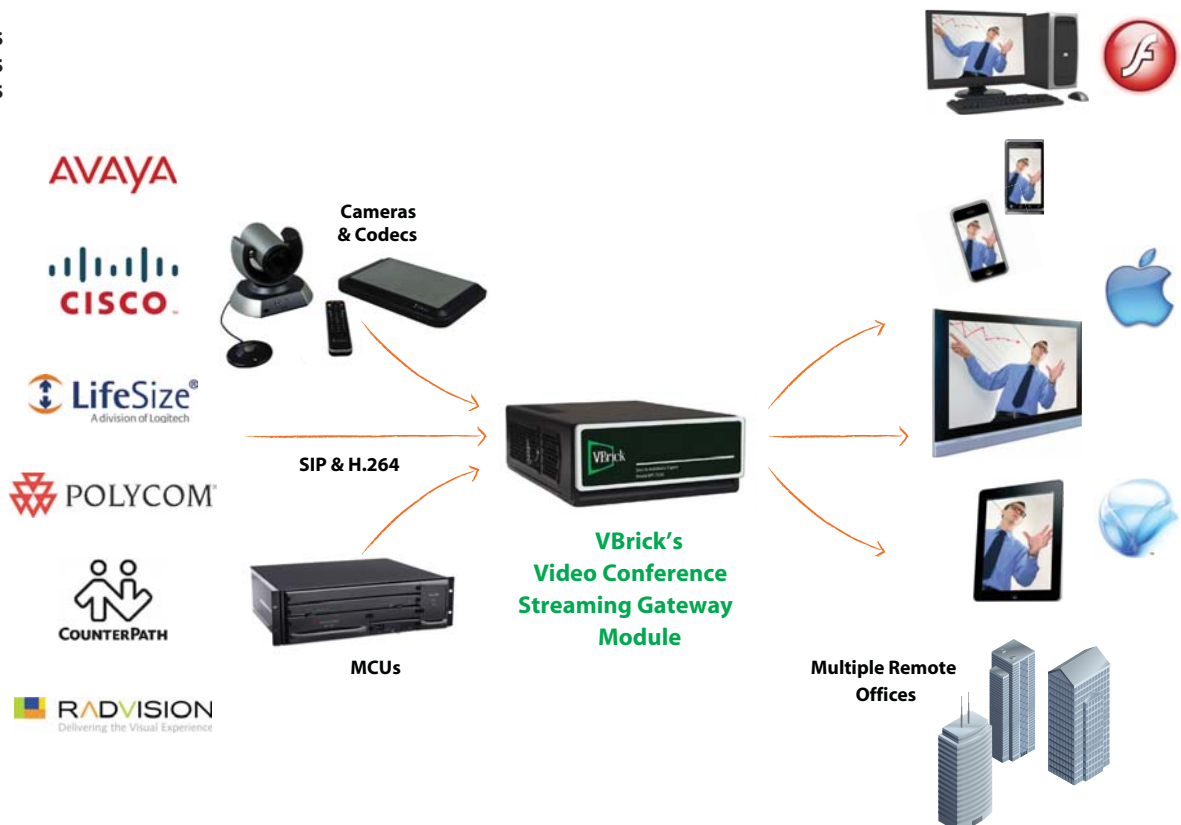 s
s
s
AVAYA
CISCO
LifeSize®
A division of Logitech
POLYCOM®
COUNTERPATH
RADVISION
Delivering the Visual Experience
Cameras
& Codecs
SIP & H.264
MCUs
VBrick
VBrick's
Video Conference
Streaming Gateway
Module
Multiple Remote
Offices